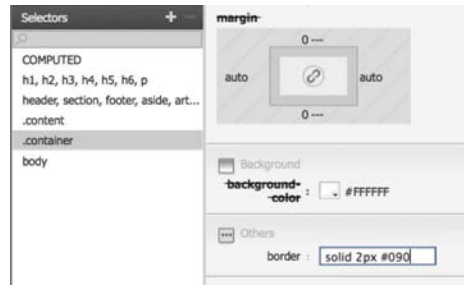 Selectors + −
COMPUTED
h1, h2, h3, h4, h5, h6, p
header, section, footer, aside, art...
.content
.container
body
margin
0 ---
auto auto
0 ---
Background
background-color : #FFFFFF
Others
border : solid 2px #090